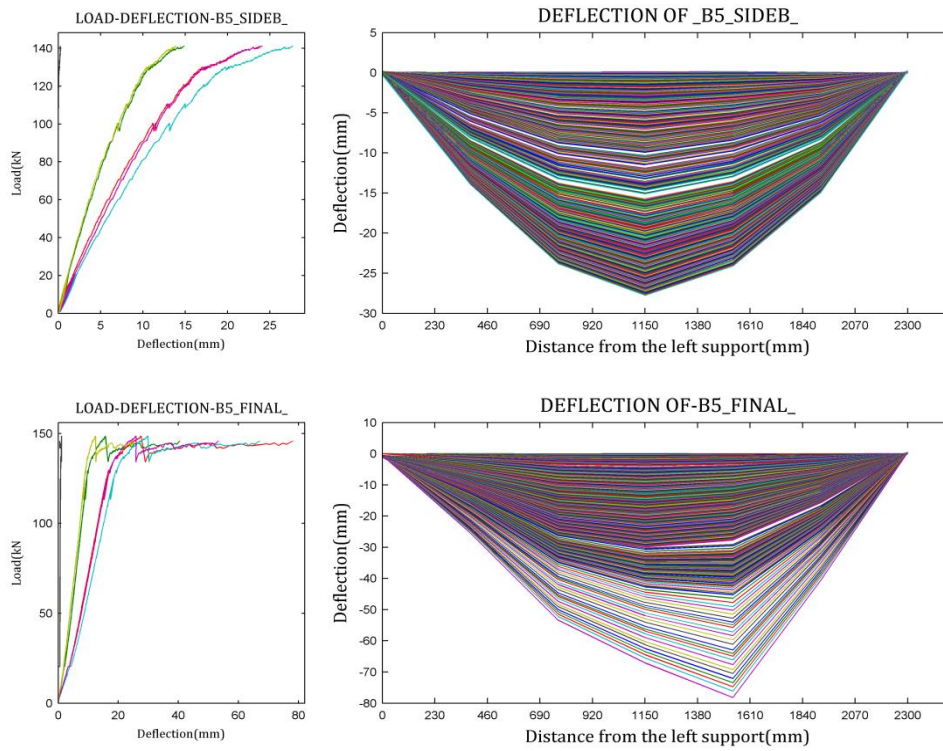 LOAD-DEFLECTION-B5_SIDEB_
140
120
100
80
60
40
20
0
Load(kN
0 5 10 15 20 25
Deflection(mm)
DEFLECTION OF _B5_SIDEB_
5
0
-5
-10
-15
-20
-25
-30
Deflection(mm)
0 230 460 690 920 1150 1380 1610 1840 2070 2300
Distance from the left support(mm)
LOAD-DEFLECTION-B5_FINAL_
150
100
50
0
Load(kN
0 20 40 60 80
Deflection(mm)
DEFLECTION OF-B5_FINAL_
10
0
-10
-20
-30
-40
-50
-60
-70
-80
Deflection(mm)
0 230 460 690 920 1150 1380 1610 1840 2070 2300
Distance from the left support(mm)